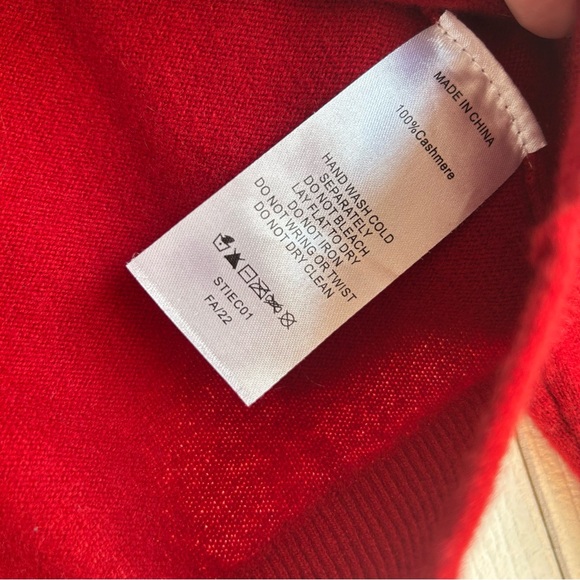 MADE IN CHINA
100%Cashmere
HAND WASH COLD
SEPARATELY
DO NOT BLEACH
LAY FLAT TO DRY
DO NOT IRON
DO NOT WRING OR TWIST
DO NOT DRY CLEAN
STIEC01
FA/22